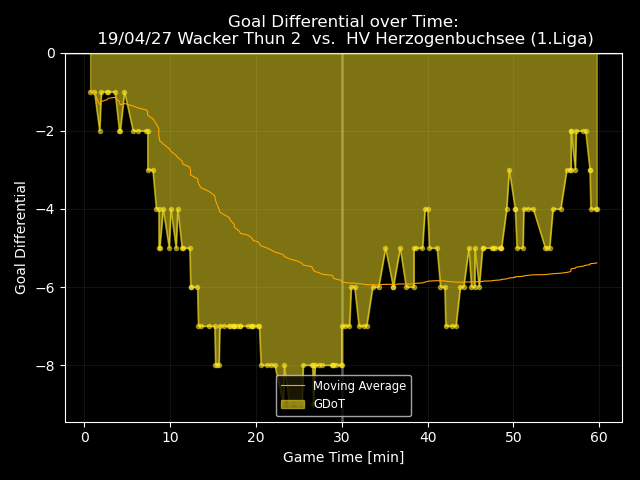 Goal Differential over Time:
19/04/27 Wacker Thun 2 vs. HV Herzogenbuchsee (1.Liga)
Goal Differential
0
−2
−4
−6
−8
Moving Average
GDoT
0 10 20 30 40 50 60
Game Time [min]